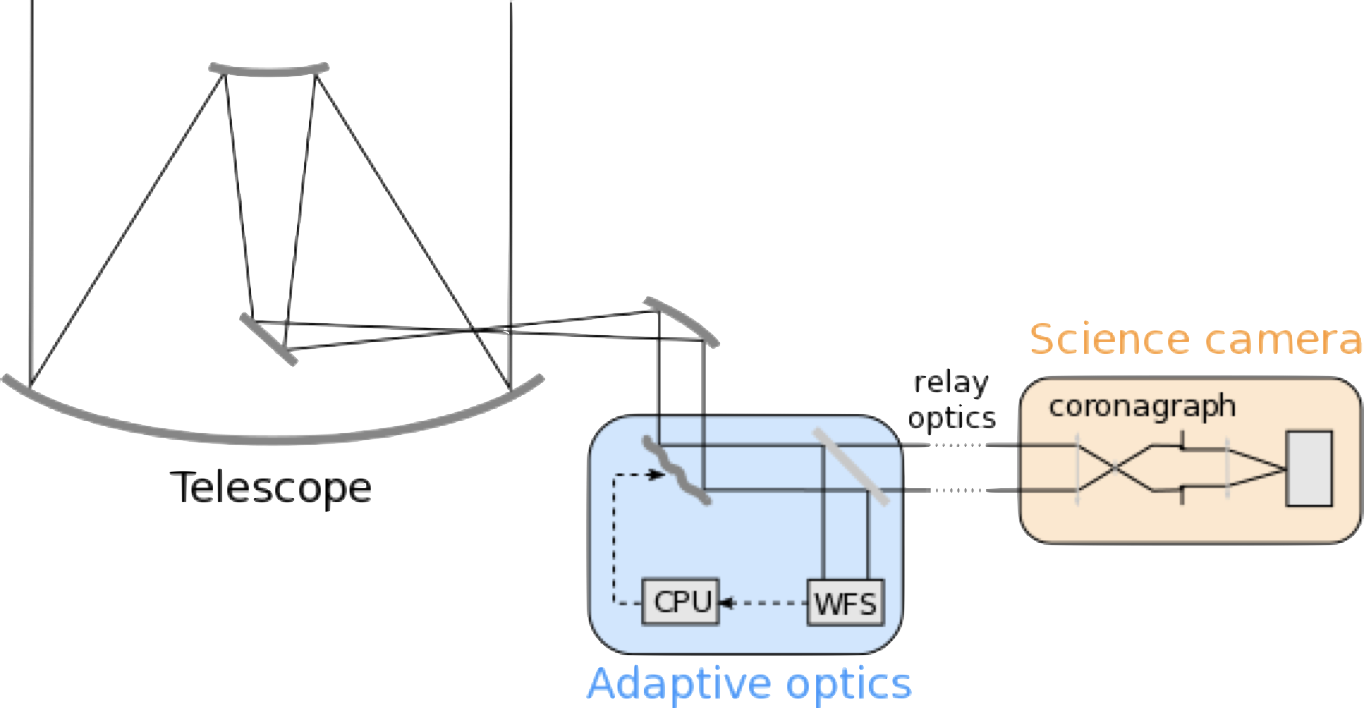 Telescope
relay
optics
Science camera
coronagraph
CPU
WFS
Adaptive optics